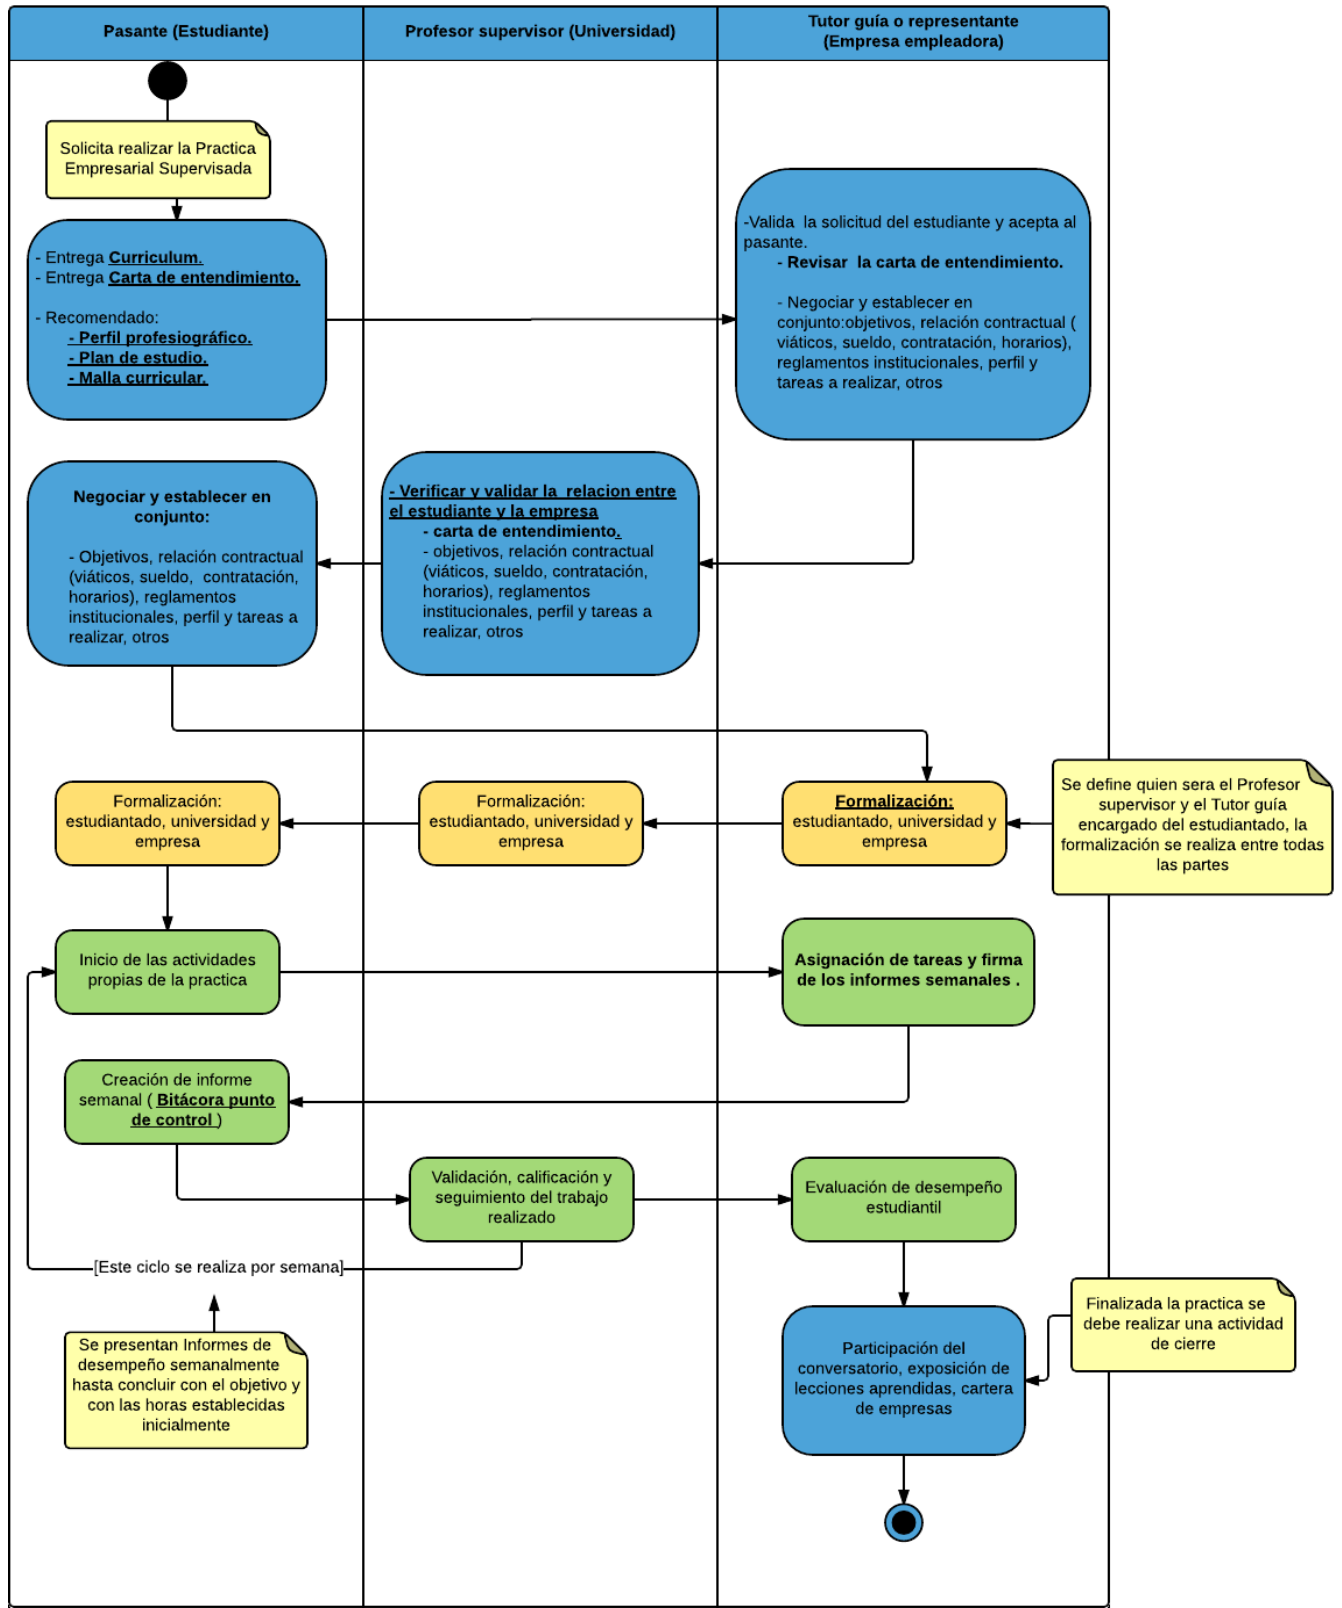 Pasante (Estudiante)
Profesor supervisor (Universidad)
Tutor guía o representante
(Empresa empleadora)
Solicita realizar la Practica
Empresarial Supervisada
- Entrega Curriculum.
- Entrega Carta de entendimiento.
- Recomendado:
- Perfil profesiográfico.
- Plan de estudio.
- Malla curricular.
-Valida la solicitud del estudiante y acepta al
pasante.
- Revisar la carta de entendimiento.
- Negociar y establecer en
conjunto:objetivos, relación contractual (
viáticos, sueldo, contratación, horarios),
reglamentos institucionales, perfil y
tareas a realizar, otros
Negociar y establecer en
conjunto:
- Objetivos, relación contractual
(viáticos, sueldo, contratación,
horarios), reglamentos
institucionales, perfil y tareas a
realizar, otros
- Verificar y validar la relacion entre
el estudiante y la empresa
- carta de entendimiento.
- objetivos, relación contractual
(viáticos, sueldo, contratación,
horarios), reglamentos
institucionales, perfil y tareas a
realizar, otros
Formalización:
estudiantado, universidad y
empresa
Formalización:
estudiantado, universidad y
empresa
Formalización:
estudiantado, universidad y
empresa
Se define quien sera el Profesor
supervisor y el Tutor guía
encargado del estudiantado, la
formalización se realiza entre todas
las partes
Inicio de las actividades
propias de la practica
Asignación de tareas y firma
de los informes semanales .
Creación de informe
semanal ( Bitácora punto
de control )
Validación, calificación y
seguimiento del trabajo
realizado
Evaluación de desempeño
estudiantil
[Este ciclo se realiza por semana]
Se presentan Informes de
desempeño semanalmente
hasta concluir con el objetivo y
con las horas establecidas
inicialmente
Finalizada la practica se
debe realizar una actividad
de cierre
Participación del
conversatorio, exposición de
lecciones aprendidas, cartera
de empresas